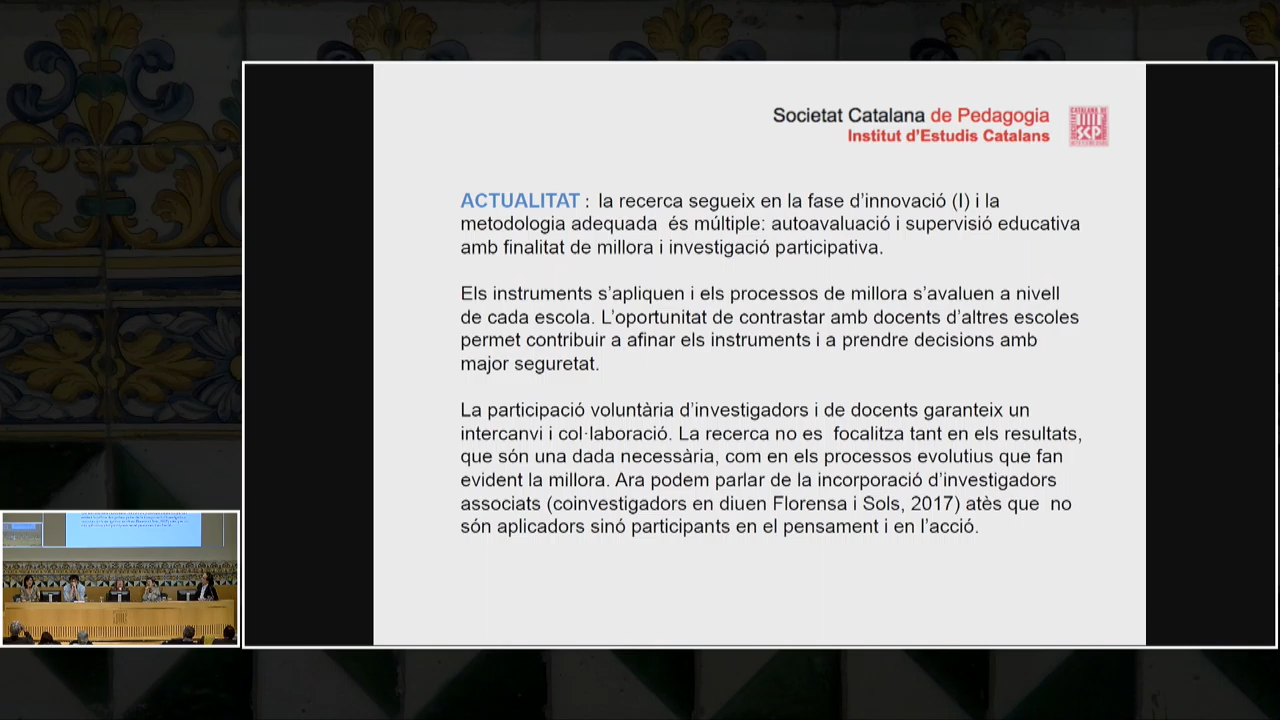 Societat Catalana de Pedagogia
Institut d'Estudis Catalans
SCP
ACTUALITAT : la recerca segueix en la fase d'innovació (I) i la
metodologia adequada és múltiple: autoavaluació i supervisió educativa
amb finalitat de millora i investigació participativa.
Els instruments s'apliquen i els processos de millora s'avaluen a nivell
de cada escola. L'oportunitat de contrastar amb docents d'altres escoles
permet contribuir a afinar els instruments i a prendre decisions amb
major seguretat.
La participació voluntària d'investigadors i de docents garanteix un
intercanvi i col·laboració. La recerca no es focalitza tant en els resultats,
que són una dada necessària, com en els processos evolutius que fan
evident la millora. Ara podem parlar de la incorporació d'investigadors
associats (coinvestigadors en diuen Florensa i Sols, 2017) atès que no
són aplicadors sinó participants en el pensament i en l'acció.